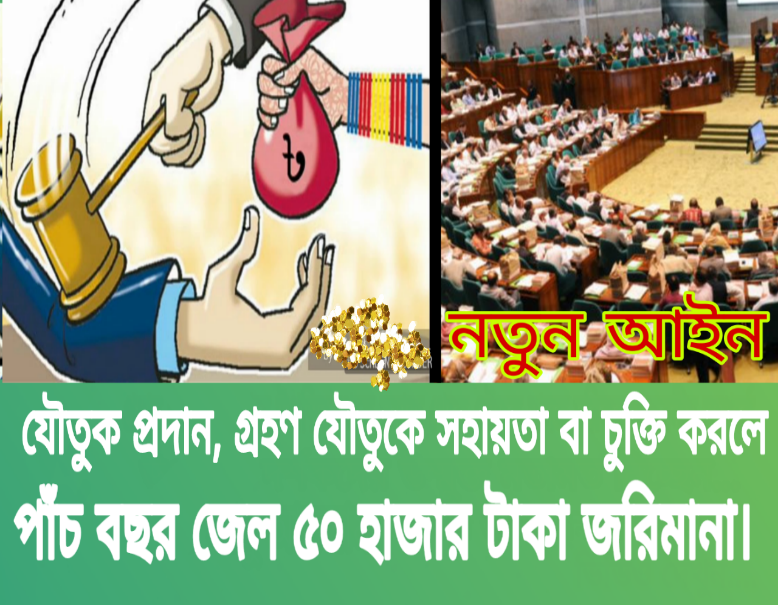 ৳
নতুন আইন
যৌতুক প্রদান, গ্রহণ যৌতুকে সহায়তা বা চুক্তি করলে
পাঁচ বছর জেল ৫০ হাজার টাকা জরিমানা।